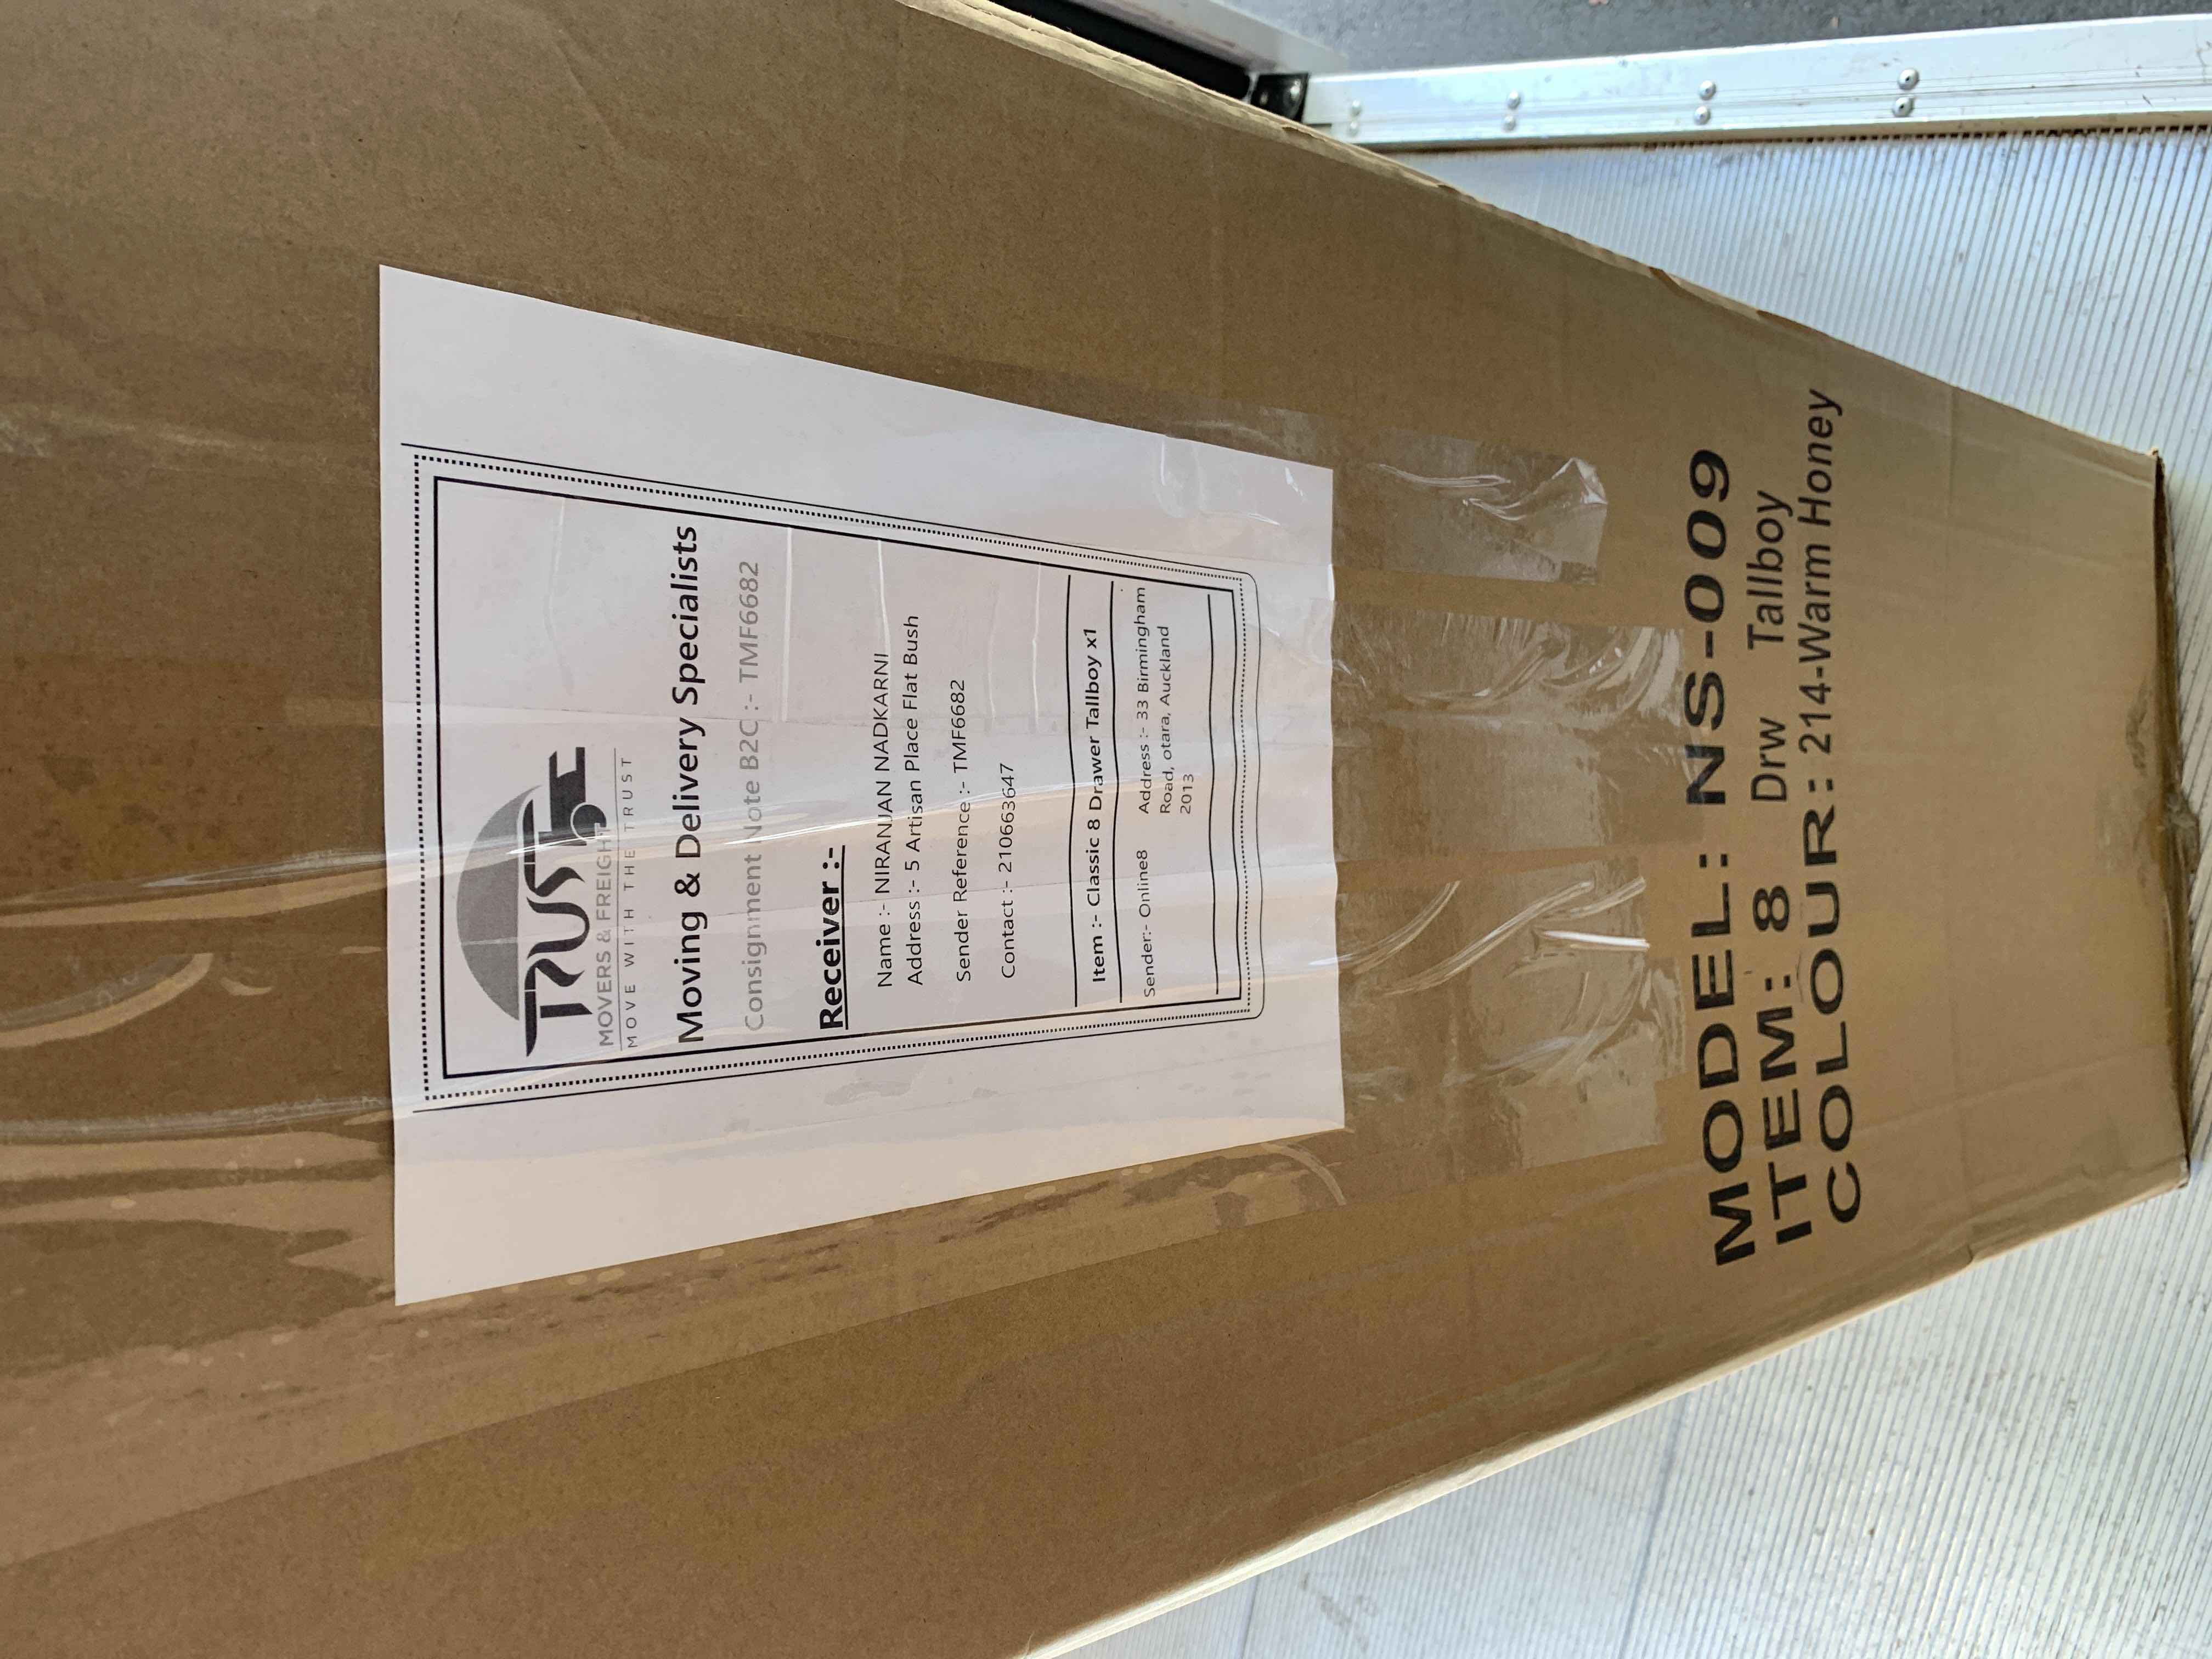 TRUST
MOVERS & FREIGHT
MOVE WITH THE TRUST
Moving & Delivery Specialists
Consignment Note B2C :- TMF6682
Receiver :-
Name :- NIRANJAN NADKARNI
Address :- 5 Artisan Place Flat Bush
Sender Reference :- TMF6682
Contact :- 210663647
Item :- Classic 8 Drawer Tallboy x1
Sender:- Online8 Address :- 33 Birmingham
Road, otara, Auckland
2013
MODEL: NS-009
ITEM: 8 Drw Tallboy
COLOUR: 214-Warm Honey